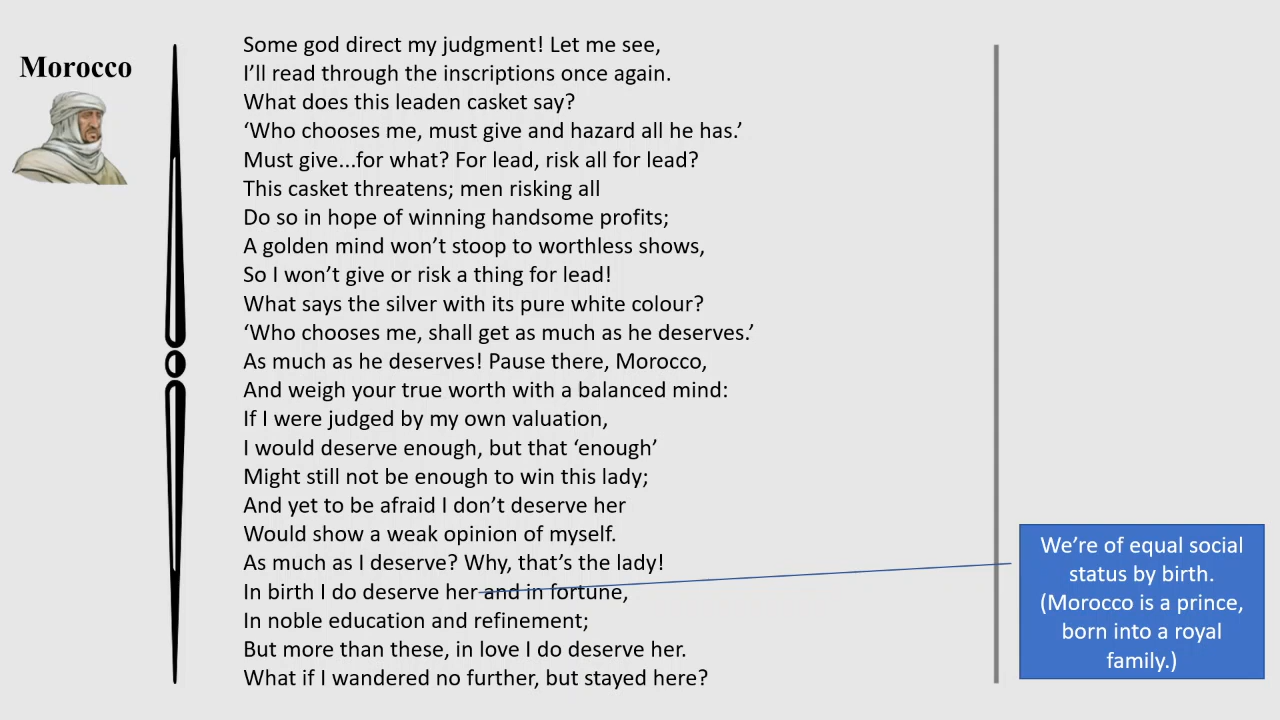 Morocco
Some god direct my judgment! Let me see,
I’ll read through the inscriptions once again.
What does this leaden casket say?
‘Who chooses me, must give and hazard all he has.’
Must give...for what? For lead, risk all for lead?
This casket threatens; men risking all
Do so in hope of winning handsome profits;
A golden mind won’t stoop to worthless shows,
So I won’t give or risk a thing for lead!
What says the silver with its pure white colour?
‘Who chooses me, shall get as much as he deserves.’
As much as he deserves! Pause there, Morocco,
And weigh your true worth with a balanced mind:
If I were judged by my own valuation,
I would deserve enough, but that ‘enough’
Might still not be enough to win this lady;
And yet to be afraid I don’t deserve her
Would show a weak opinion of myself.
As much as I deserve? Why, that’s the lady!
In birth I do deserve her and in fortune,
In noble education and refinement;
But more than these, in love I do deserve her.
What if I wandered no further, but stayed here?
We’re of equal social
status by birth.
(Morocco is a prince,
born into a royal
family.)